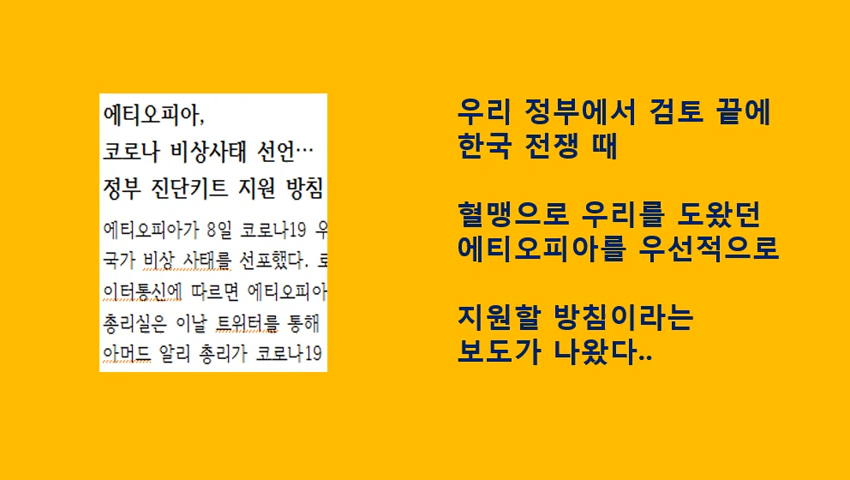 에티오피아,
코로나 비상사태 선언…
정부 진단키트 지원 방침
에티오피아가 8일 코로나19 우
국가 비상 사태를 선포했다. 로
이터통신에 따르면 에티오피아
총리실은 이날 트위터를 통해
아머드 알리 총리가 코로나19
우리 정부에서 검토 끝에
한국 전쟁 때
혈맹으로 우리를 도왔던
에티오피아를 우선적으로
지원할 방침이라는
보도가 나왔다..